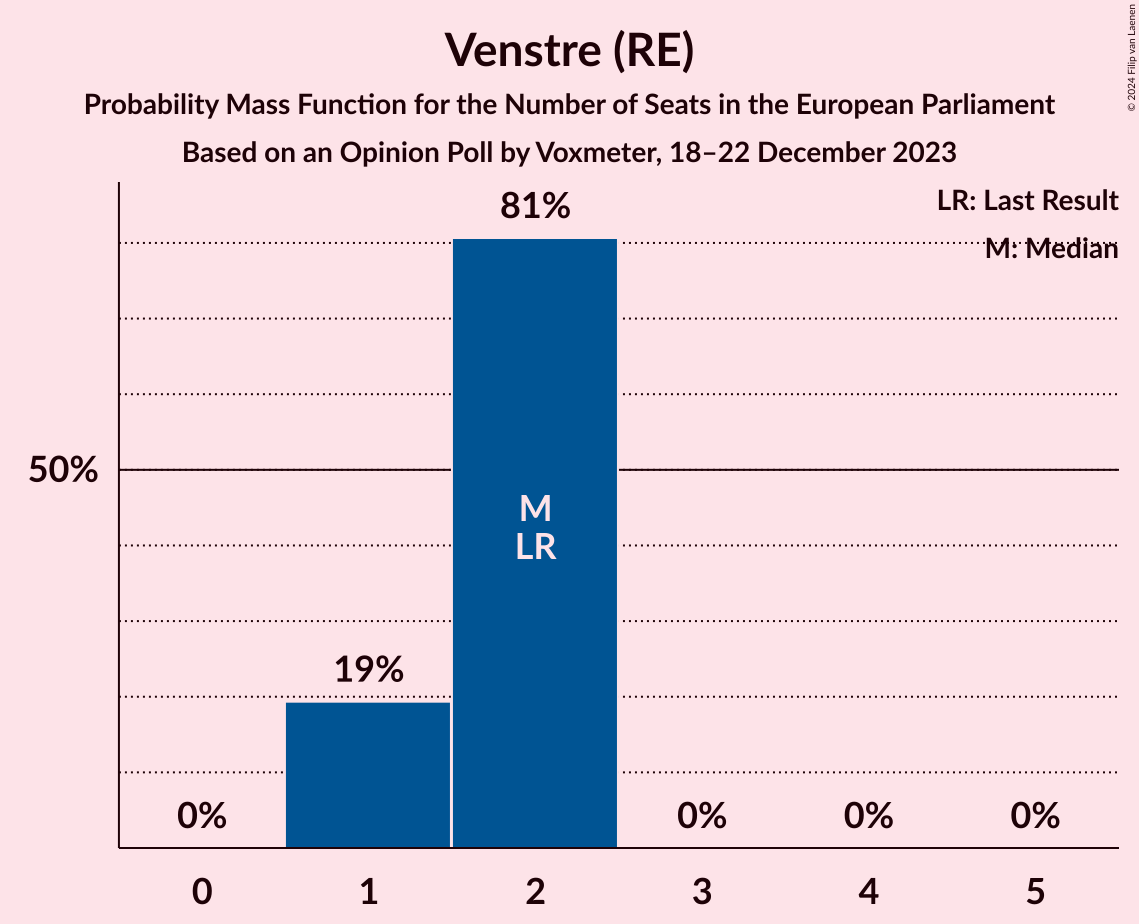 Venstre (RE)
Probability Mass Function for the Number of Seats in the European Parliament
Based on an Opinion Poll by Voxmeter, 18–22 December 2023
© 2024 Filip van Laenen
LR: Last Result
M: Median
81%
50%
M
LR
19%
0%
0%
0%
0%
0
1
2
3
4
5